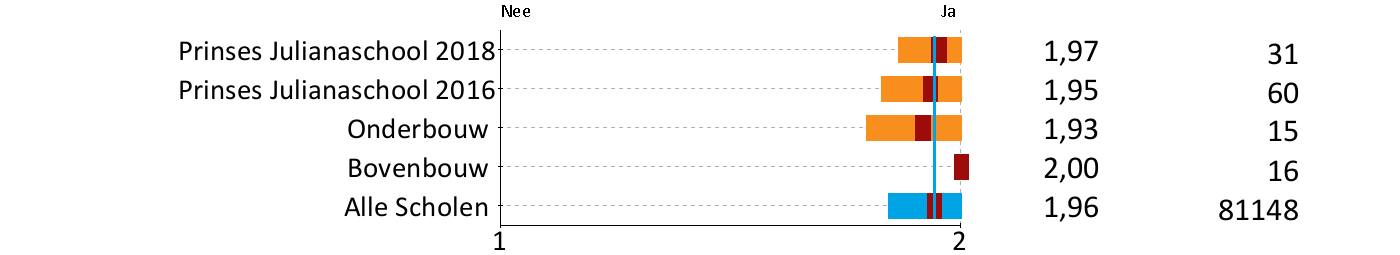 Nee Ja
Prinses Julianaschool 2018 1,97 31
Prinses Julianaschool 2016 1,95 60
Onderbouw 1,93 15
Bovenbouw 2,00 16
Alle Scholen 1,96 81148
1 2